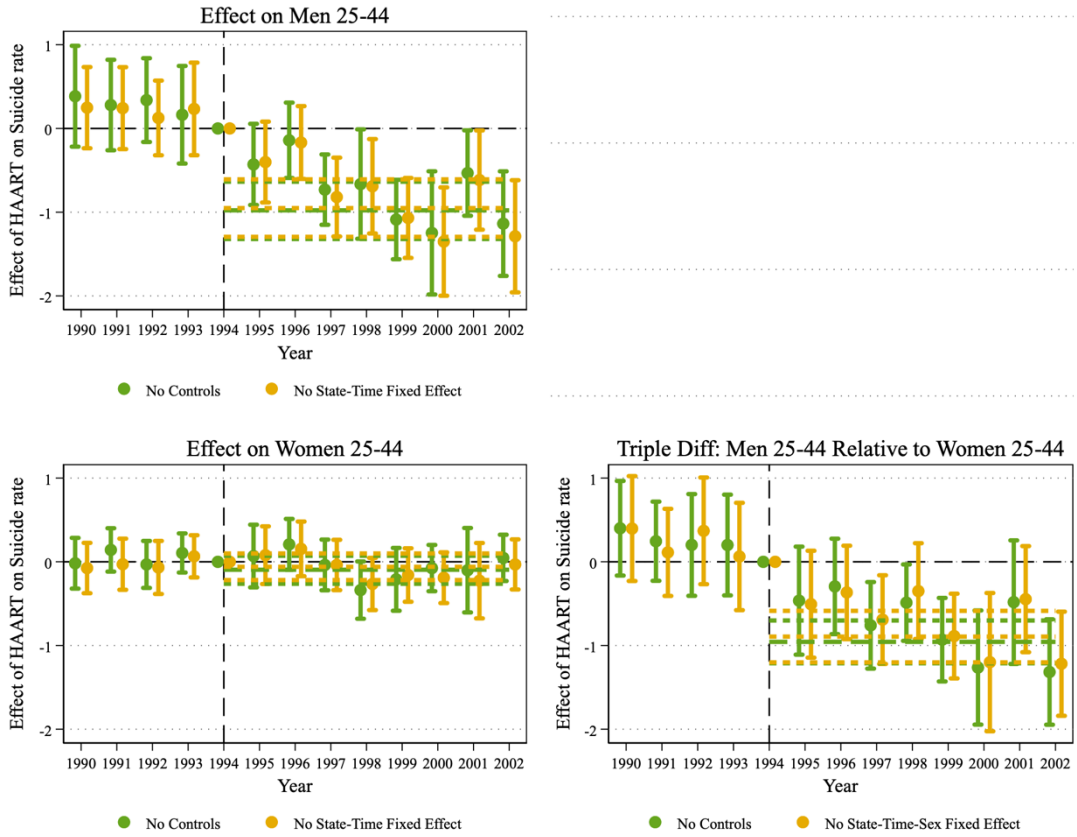 Effect on Men 25-44
Effect of HAART on Suicide rate
1
0
-1
-2
1990 1991 1992 1993 1994 1995 1996 1997 1998 1999 2000 2001 2002
Year
No Controls No State-Time Fixed Effect
Effect on Women 25-44
Effect of HAART on Suicide rate
1
0
-1
-2
1990 1991 1992 1993 1994 1995 1996 1997 1998 1999 2000 2001 2002
Year
No Controls No State-Time Fixed Effect
Triple Diff: Men 25-44 Relative to Women 25-44
Effect of HAART on Suicide rate
1
0
-1
-2
1990 1991 1992 1993 1994 1995 1996 1997 1998 1999 2000 2001 2002
Year
No Controls No State-Time-Sex Fixed Effect